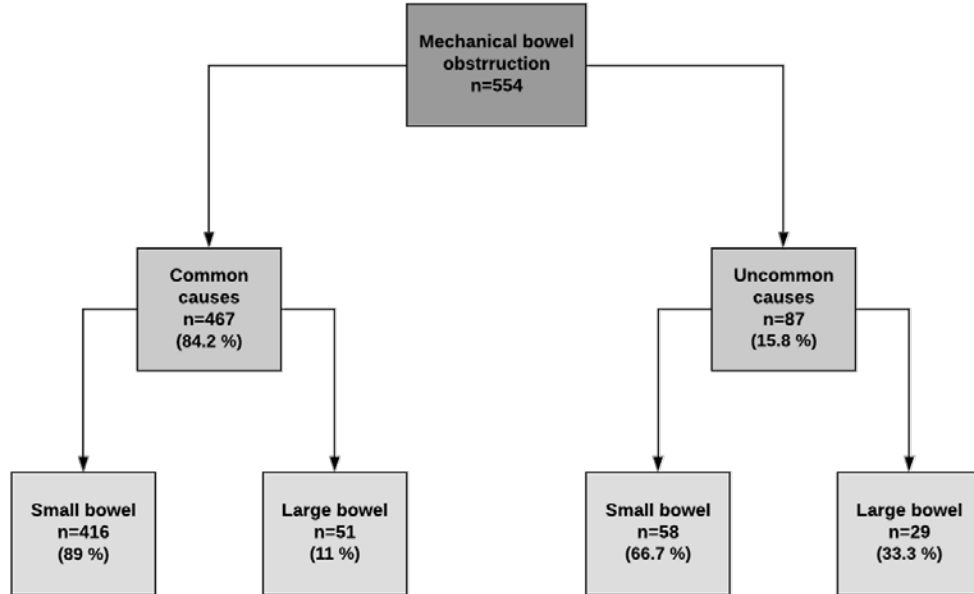 Mechanical bowel
obstrruction
n=554
Common
causes
n=467
(84.2 %)
Uncommon
causes
n=87
(15.8 %)
Small bowel
n=416
(89 %)
Large bowel
n=51
(11 %)
Small bowel
n=58
(66.7 %)
Large bowel
n=29
(33.3 %)